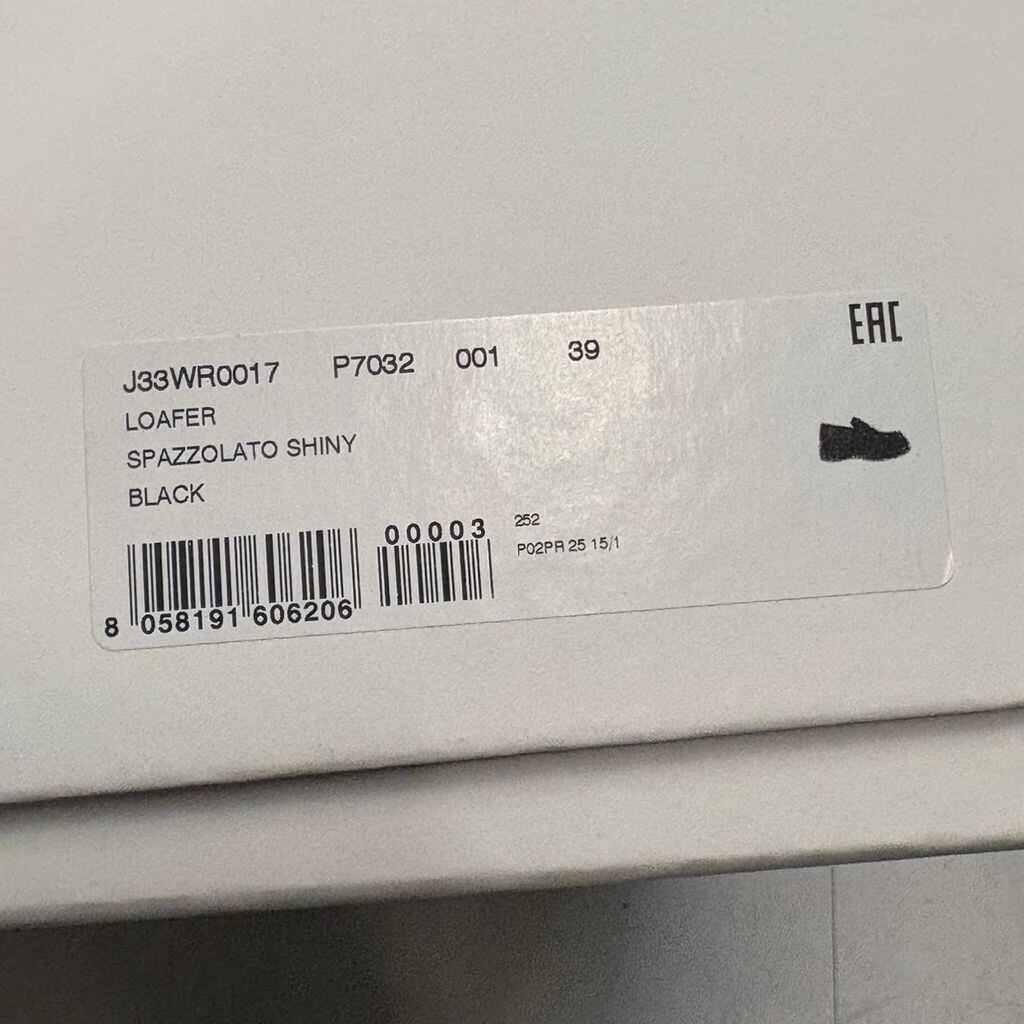 J33WR0017 P7032 001 39 EAC
LOAFER
SPAZZOLATO SHINY
BLACK
00003 252
P02PR 25 15/1
8 058191 606206